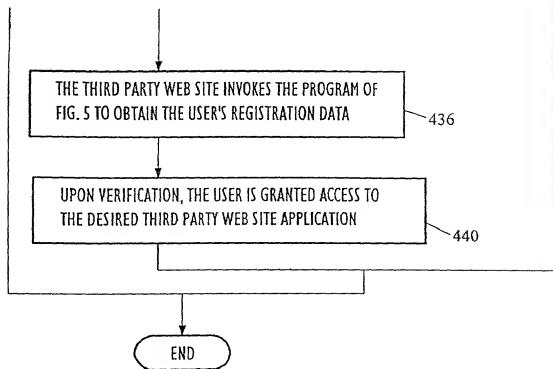 THE THIRD PARTY WEB SITE INVOKES THE PROGRAM OF
FIG. 5 TO OBTAIN THE USER'S REGISTRATION DATA
436
UPON VERIFICATION, THE USER IS GRANTED ACCESS TO
THE DESIRED THIRD PARTY WEB SITE APPLICATION
440
END